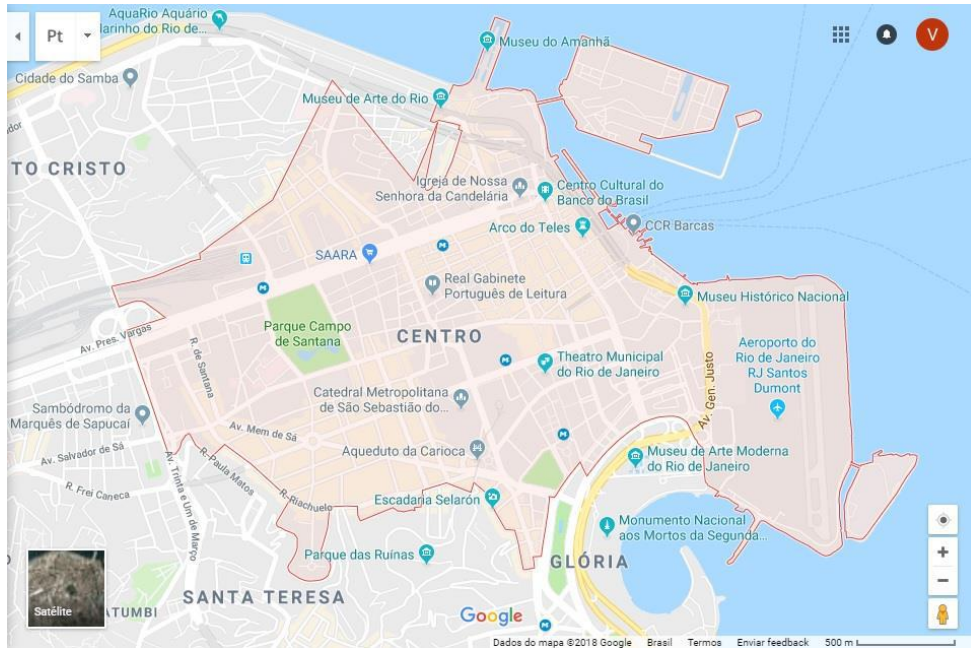 AquaRio Aquário
Marinho do Rio de...
Pt
V
Museu do Amanhã
Cidade do Samba
Museu de Arte do Rio
TO CRISTO
Igreja de Nossa
Senhora da Candelária
Centro Cultural do
Banco do Brasil
Arco do Teles
CCR Barcas
SAARA
Real Gabinete
Português de Leitura
Museu Histórico Nacional
Av. Pres. Vargas
Parque Campo
de Santana
CENTRO
R. de Santana
Theatro Municipal
do Rio de Janeiro
Aeroporto do
Rio de Janeiro
RJ Santos
Dumont
Av. Gen. Justo
Catedral Metropolitana
de São Sebastião do...
Sambódromo da
Marquês de Sapucaí
Av. Mem de Sá
Aqueduto da Carioca
Museu de Arte Moderna
do Rio de Janeiro
Av. Salvador de Sá
R. Paula Matos
R. Frei Caneca
Av. Trinta e Um de Março
R. Riachuelo
Escadaria Selarón
Monumento Nacional
aos Mortos da Segunda...
Parque das Ruínas
GLÓRIA
Satélite
ATUMBI
SANTA TERESA
Google
Dados do mapa ©2018 Google Brasil Termos Enviar feedback 500 m